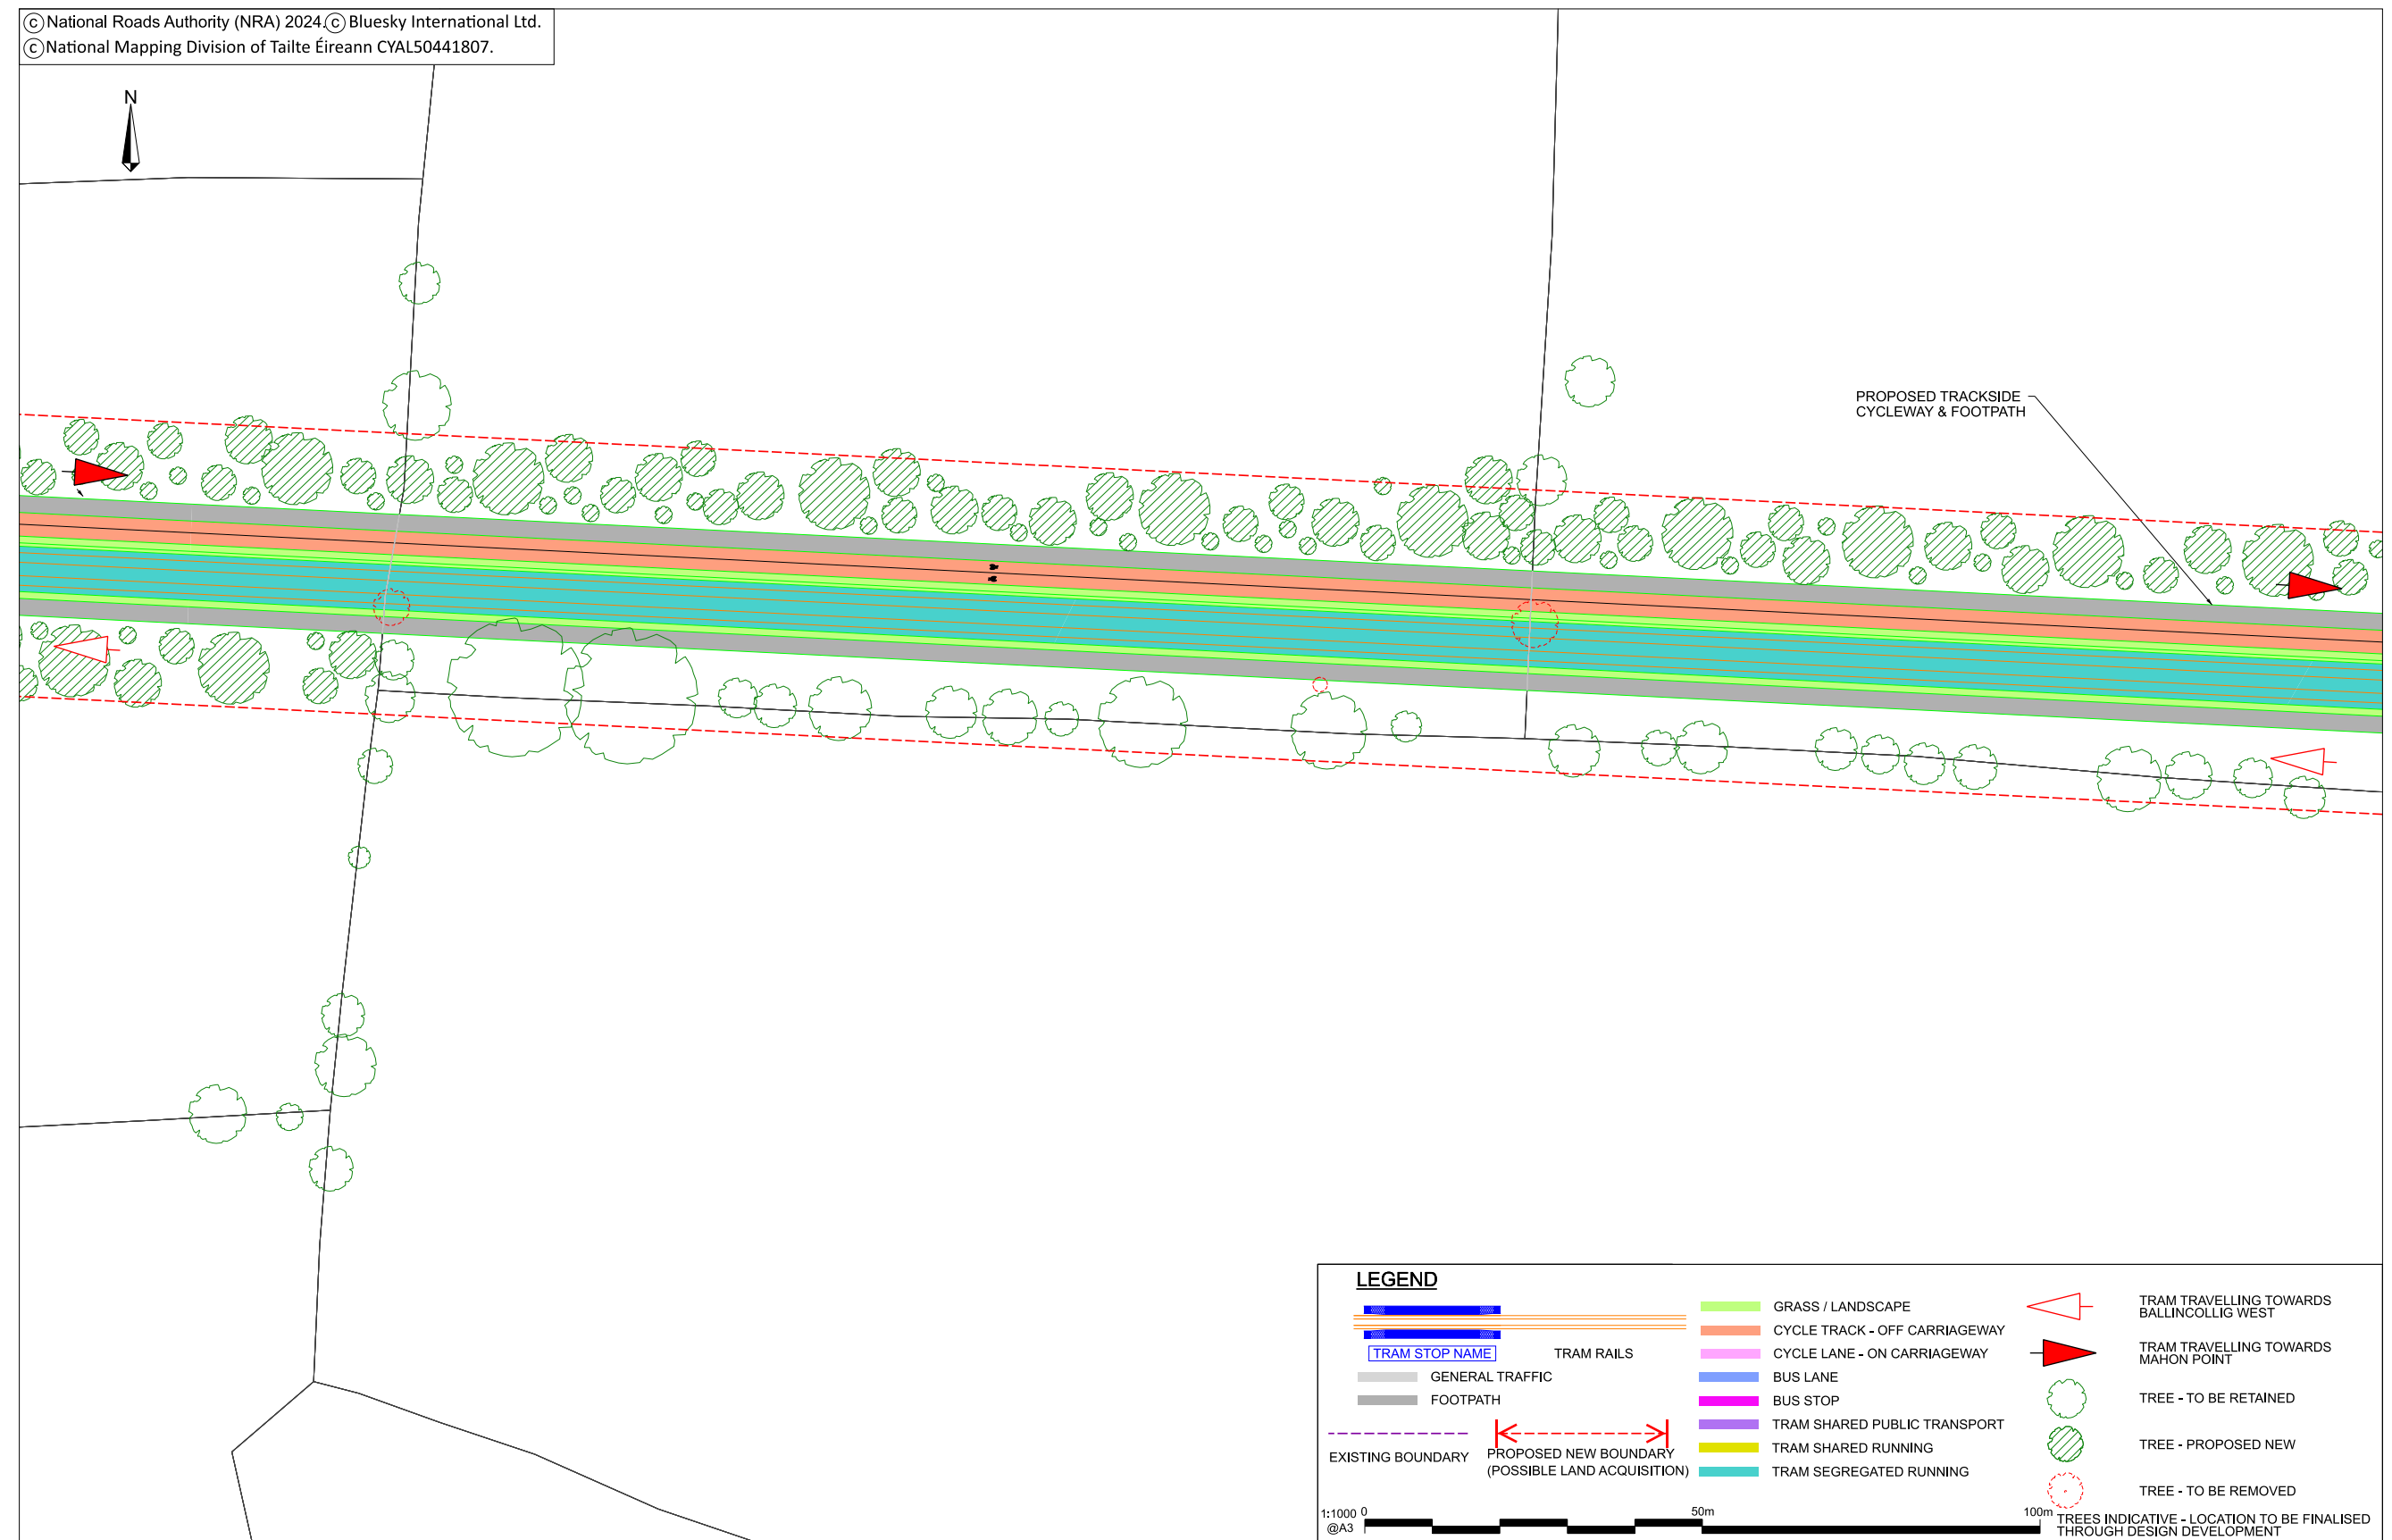 © National Roads Authority (NRA) 2024.© Bluesky International Ltd.
© National Mapping Division of Tailte Éireann CYAL50441807.
N
PROPOSED TRACKSIDE
CYCLEWAY & FOOTPATH
LEGEND
TRAM STOP NAME
TRAM RAILS
GENERAL TRAFFIC
FOOTPATH
EXISTING BOUNDARY
PROPOSED NEW BOUNDARY
(POSSIBLE LAND ACQUISITION)
GRASS / LANDSCAPE
CYCLE TRACK - OFF CARRIAGEWAY
CYCLE LANE - ON CARRIAGEWAY
BUS LANE
BUS STOP
TRAM SHARED PUBLIC TRANSPORT
TRAM SHARED RUNNING
TRAM SEGREGATED RUNNING
TRAM TRAVELLING TOWARDS
BALLINCOLLIG WEST
TRAM TRAVELLING TOWARDS
MAHON POINT
TREE - TO BE RETAINED
TREE - PROPOSED NEW
TREE - TO BE REMOVED
1:1000
@A3
0
50m
100m
TREES INDICATIVE - LOCATION TO BE FINALISED
THROUGH DESIGN DEVELOPMENT